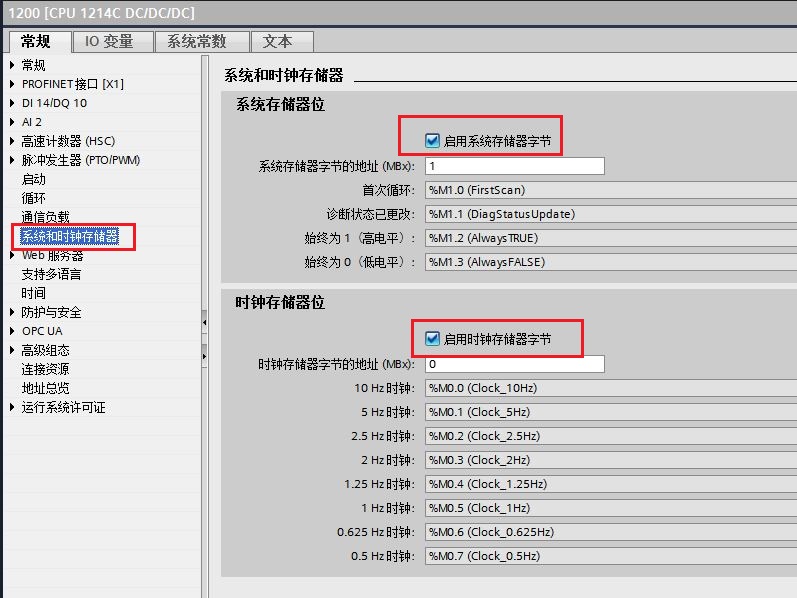 1200 [CPU 1214C DC/DC/DC]
常规 IO 变量 系统常数 文本
常规
PROFINET接口 [X1]
DI 14/DQ 10
AI 2
高速计数器 (HSC)
脉冲发生器 (PTO/PWM)
启动
循环
通信负载
系统和时钟存储器
Web 服务器
支持多语言
时间
防护与安全
OPC UA
高级组态
连接资源
地址总览
运行系统许可证
系统和时钟存储器
系统存储器位
启用系统存储器字节
系统存储器字节的地址 (MBx): 1
首次循环: %M1.0 (FirstScan)
诊断状态已更改: %M1.1 (DiagStatusUpdate)
始终为 1（高电平）: %M1.2 (AlwaysTRUE)
始终为 0（低电平）: %M1.3 (AlwaysFALSE)
时钟存储器位
启用时钟存储器字节
时钟存储器字节的地址 (MBx): 0
10 Hz 时钟: %M0.0 (Clock_10Hz)
5 Hz 时钟: %M0.1 (Clock_5Hz)
2.5 Hz 时钟: %M0.2 (Clock_2.5Hz)
2 Hz 时钟: %M0.3 (Clock_2Hz)
1.25 Hz 时钟: %M0.4 (Clock_1.25Hz)
1 Hz 时钟: %M0.5 (Clock_1Hz)
0.625 Hz 时钟: %M0.6 (Clock_0.625Hz)
0.5 Hz 时钟: %M0.7 (Clock_0.5Hz)